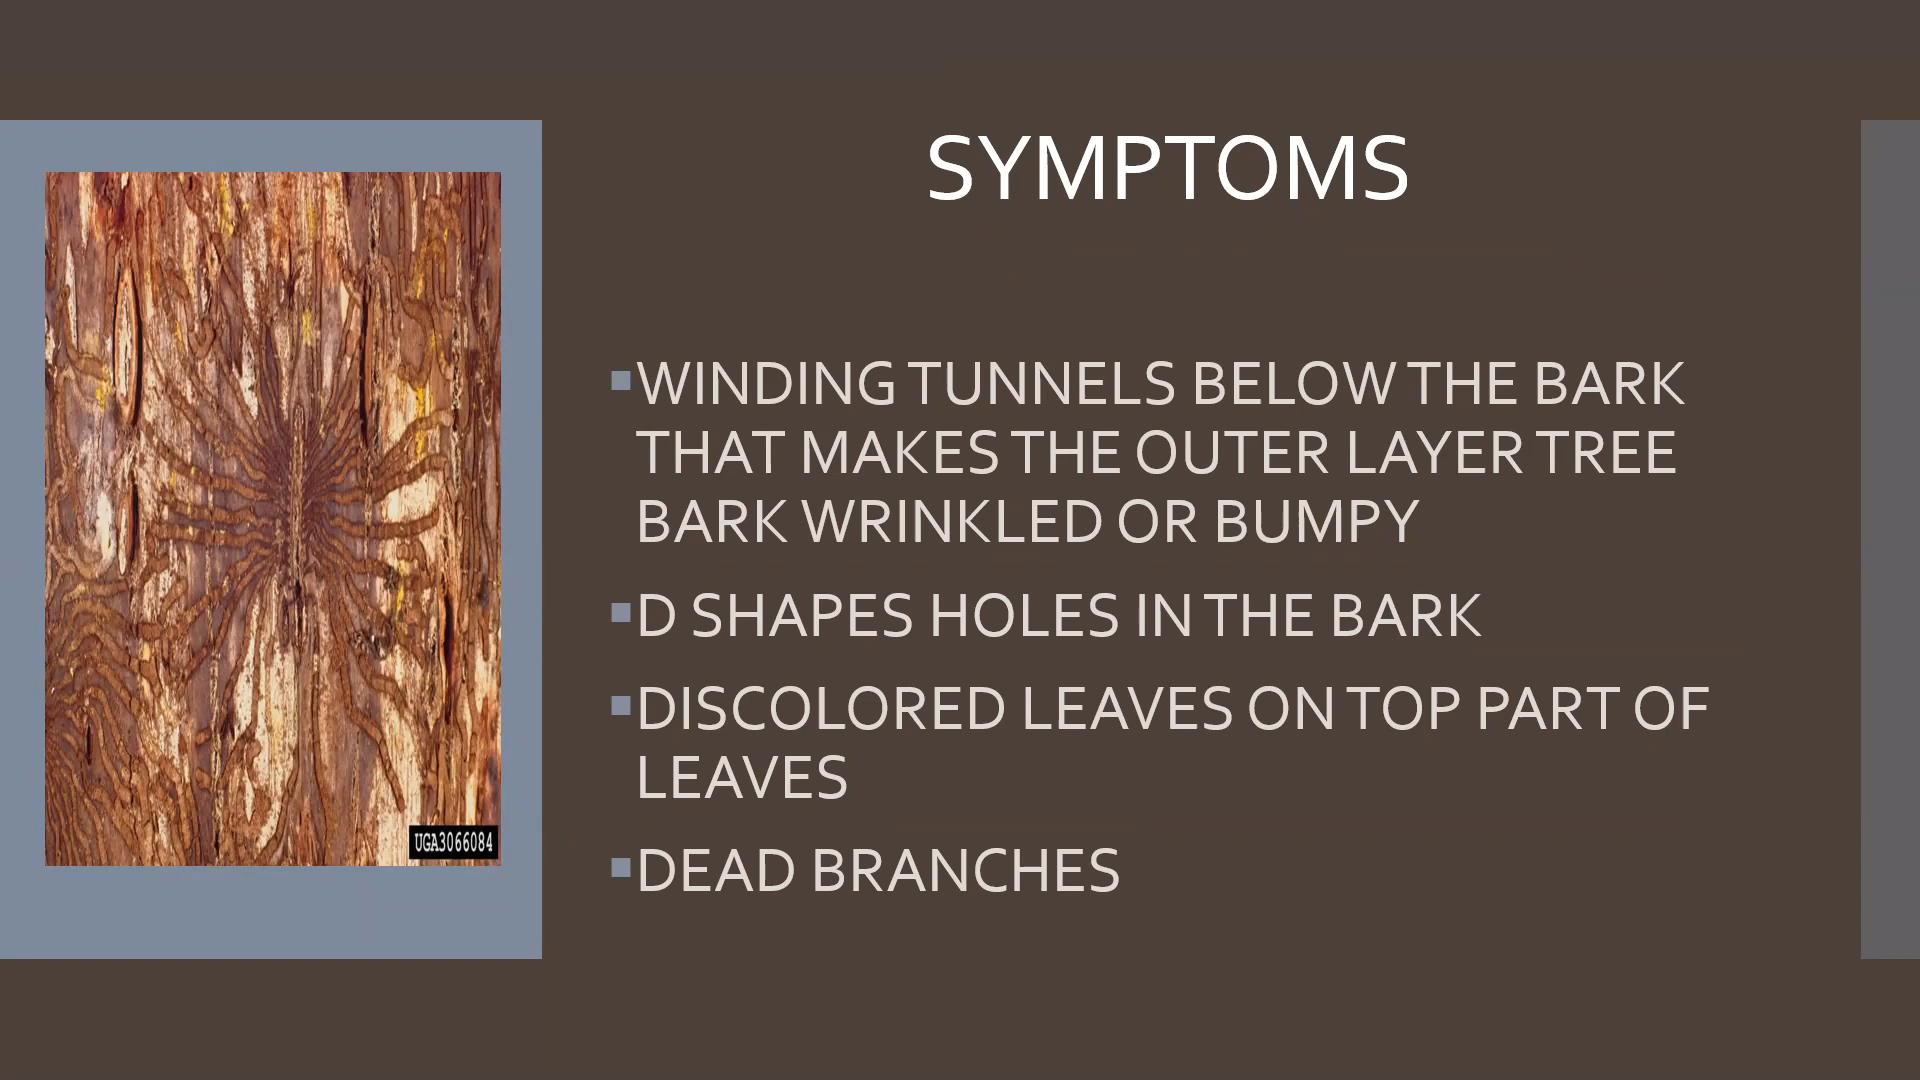 SYMPTOMS
WINDING TUNNELS BELOW THE BARK
THAT MAKES THE OUTER LAYER TREE
BARK WRINKLED OR BUMPY
D SHAPES HOLES IN THE BARK
DISCOLORED LEAVES ON TOP PART OF
LEAVES
DEAD BRANCHES
UGA3066084